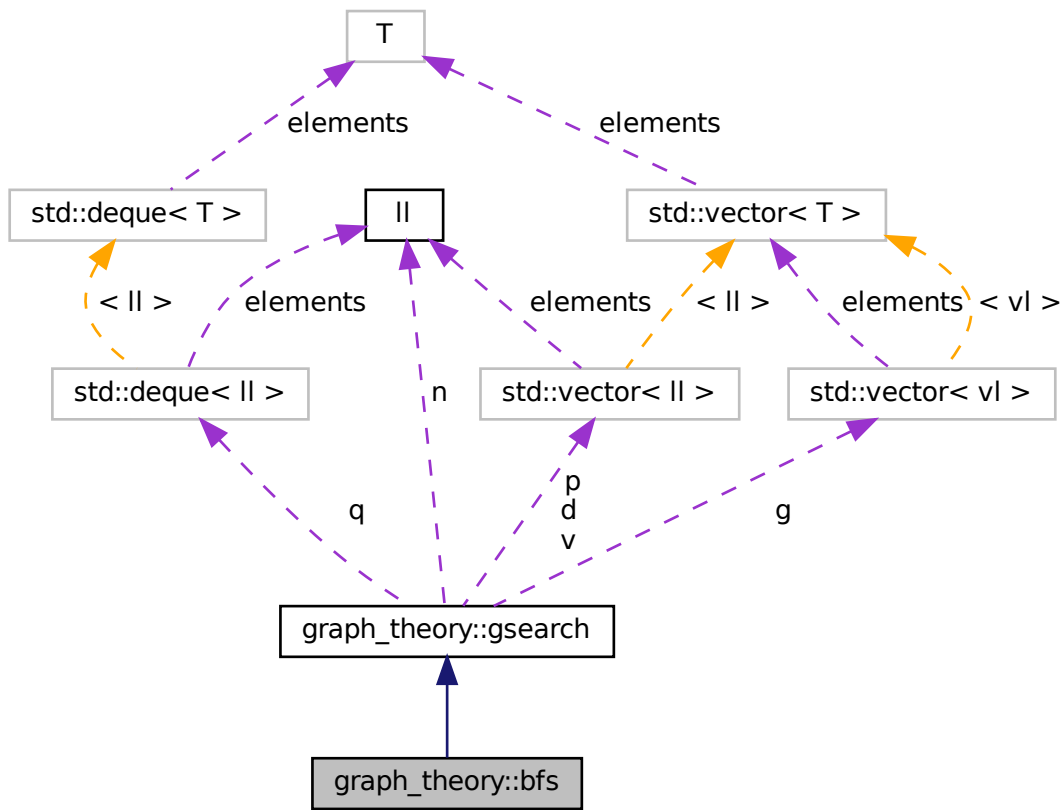 T
elements
elements
std::deque< T >
ll
std::vector< T >
< ll >
elements
elements
< ll >
elements
< vl >
std::deque< ll >
n
std::vector< ll >
std::vector< vl >
q
p
d
v
g
graph_theory::gsearch
graph_theory::bfs